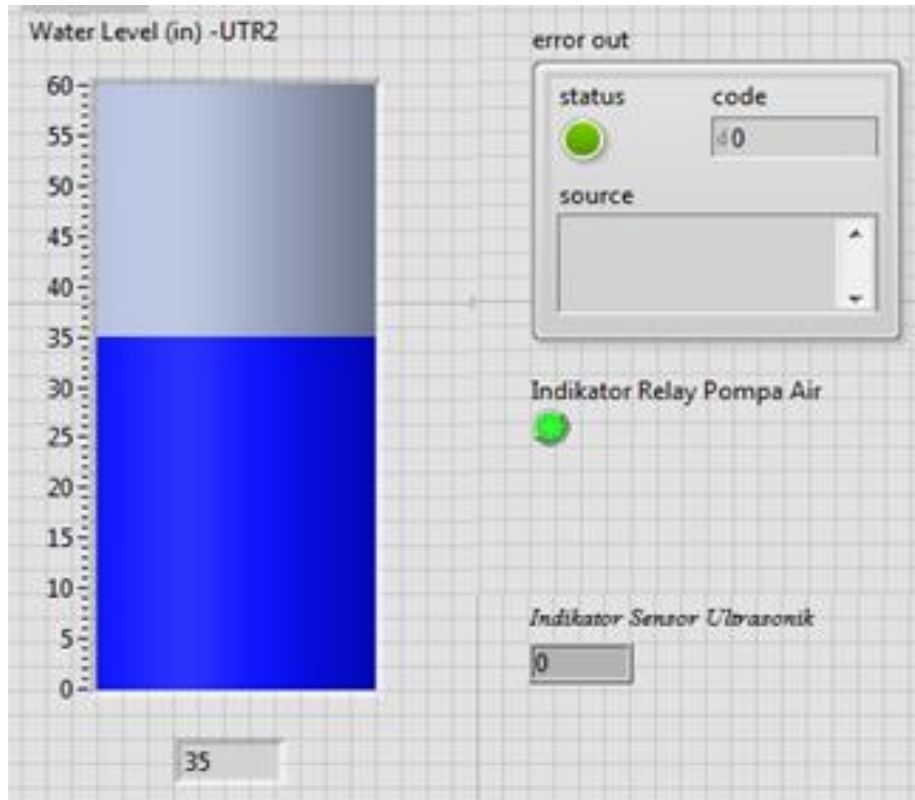 Water Level (in) -UTR2
60
55
50
45
40
35
30
25
20
15
10
5
0
35
error out
status
code
d 0
source
Indikator Relay Pompa Air
Indikator Sensor Ultrasonik
0